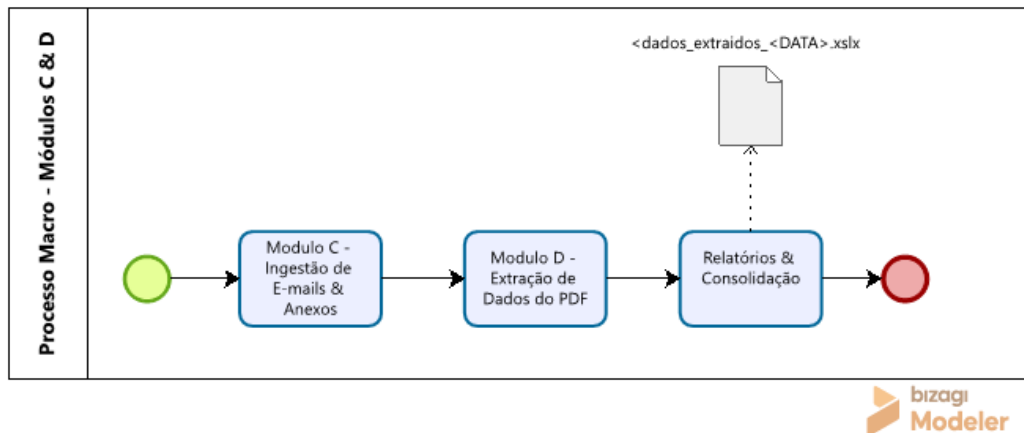 Processo Macro - Módulos C & D
<dados_extraidos_<DATA>.xslx
Modulo C -
Ingestão de
E-mails &
Anexos
Modulo D -
Extração de
Dados do PDF
Relatórios &
Consolidação
bizagi
Modeler